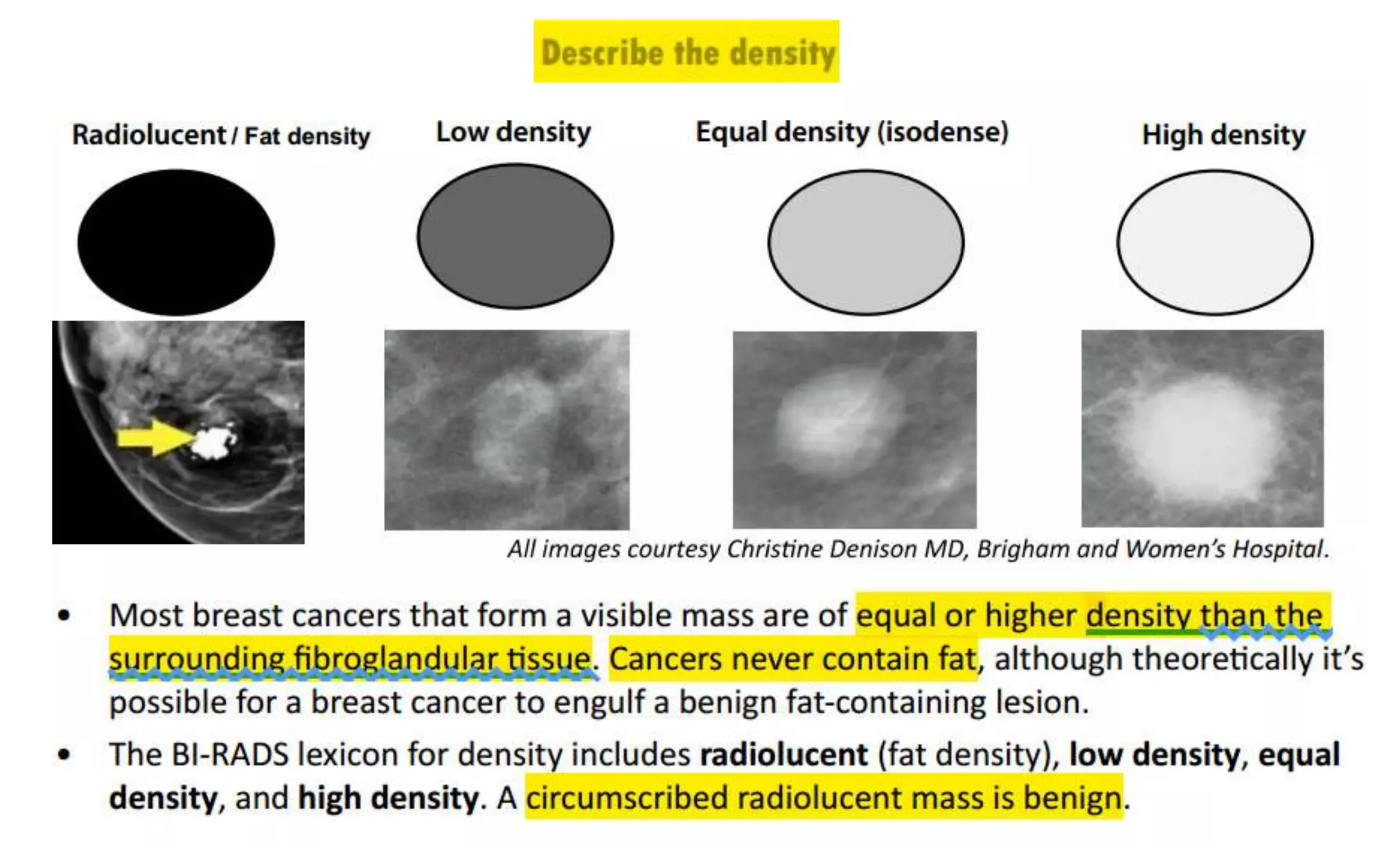 Describe the density
Radiolucent / Fat density
Low density
Equal density (isodense)
High density
All images courtesy Christine Denison MD, Brigham and Women's Hospital.
• Most breast cancers that form a visible mass are of equal or higher density than the
surrounding fibroglandular tissue. Cancers never contain fat, although theoretically it's
possible for a breast cancer to engulf a benign fat-containing lesion.
• The BI-RADS lexicon for density includes radiolucent (fat density), low density, equal
density, and high density. A circumscribed radiolucent mass is benign.